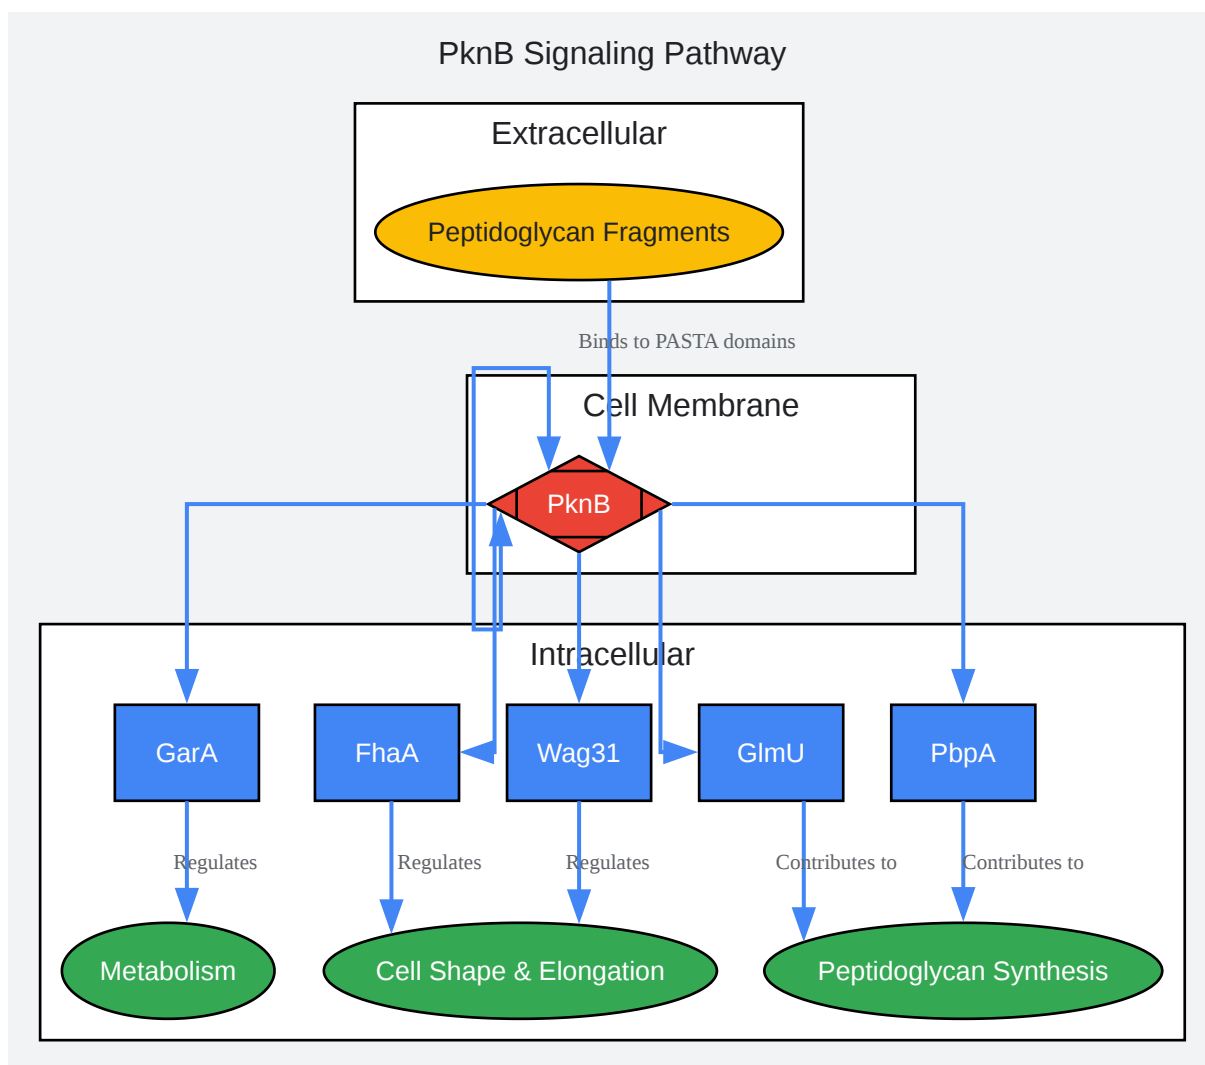 PknB Signaling Pathway
Extracellular
Peptidoglycan Fragments
Binds to PASTA domains
Cell Membrane
PknB
Intracellular
GarA
FhaA
Wag31
GlmU
PbpA
Regulates
Regulates
Regulates
Contributes to
Contributes to
Metabolism
Cell Shape & Elongation
Peptidoglycan Synthesis